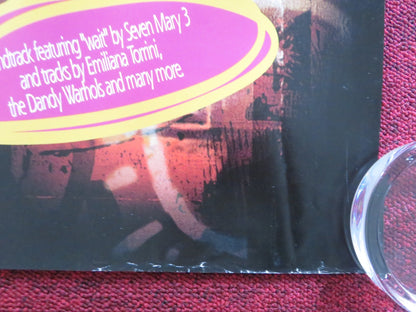 ndtrack featuring "wait" by Seven Mary 3
and tracks by Emiliana Torrini,
the Dandy Warhols and many more